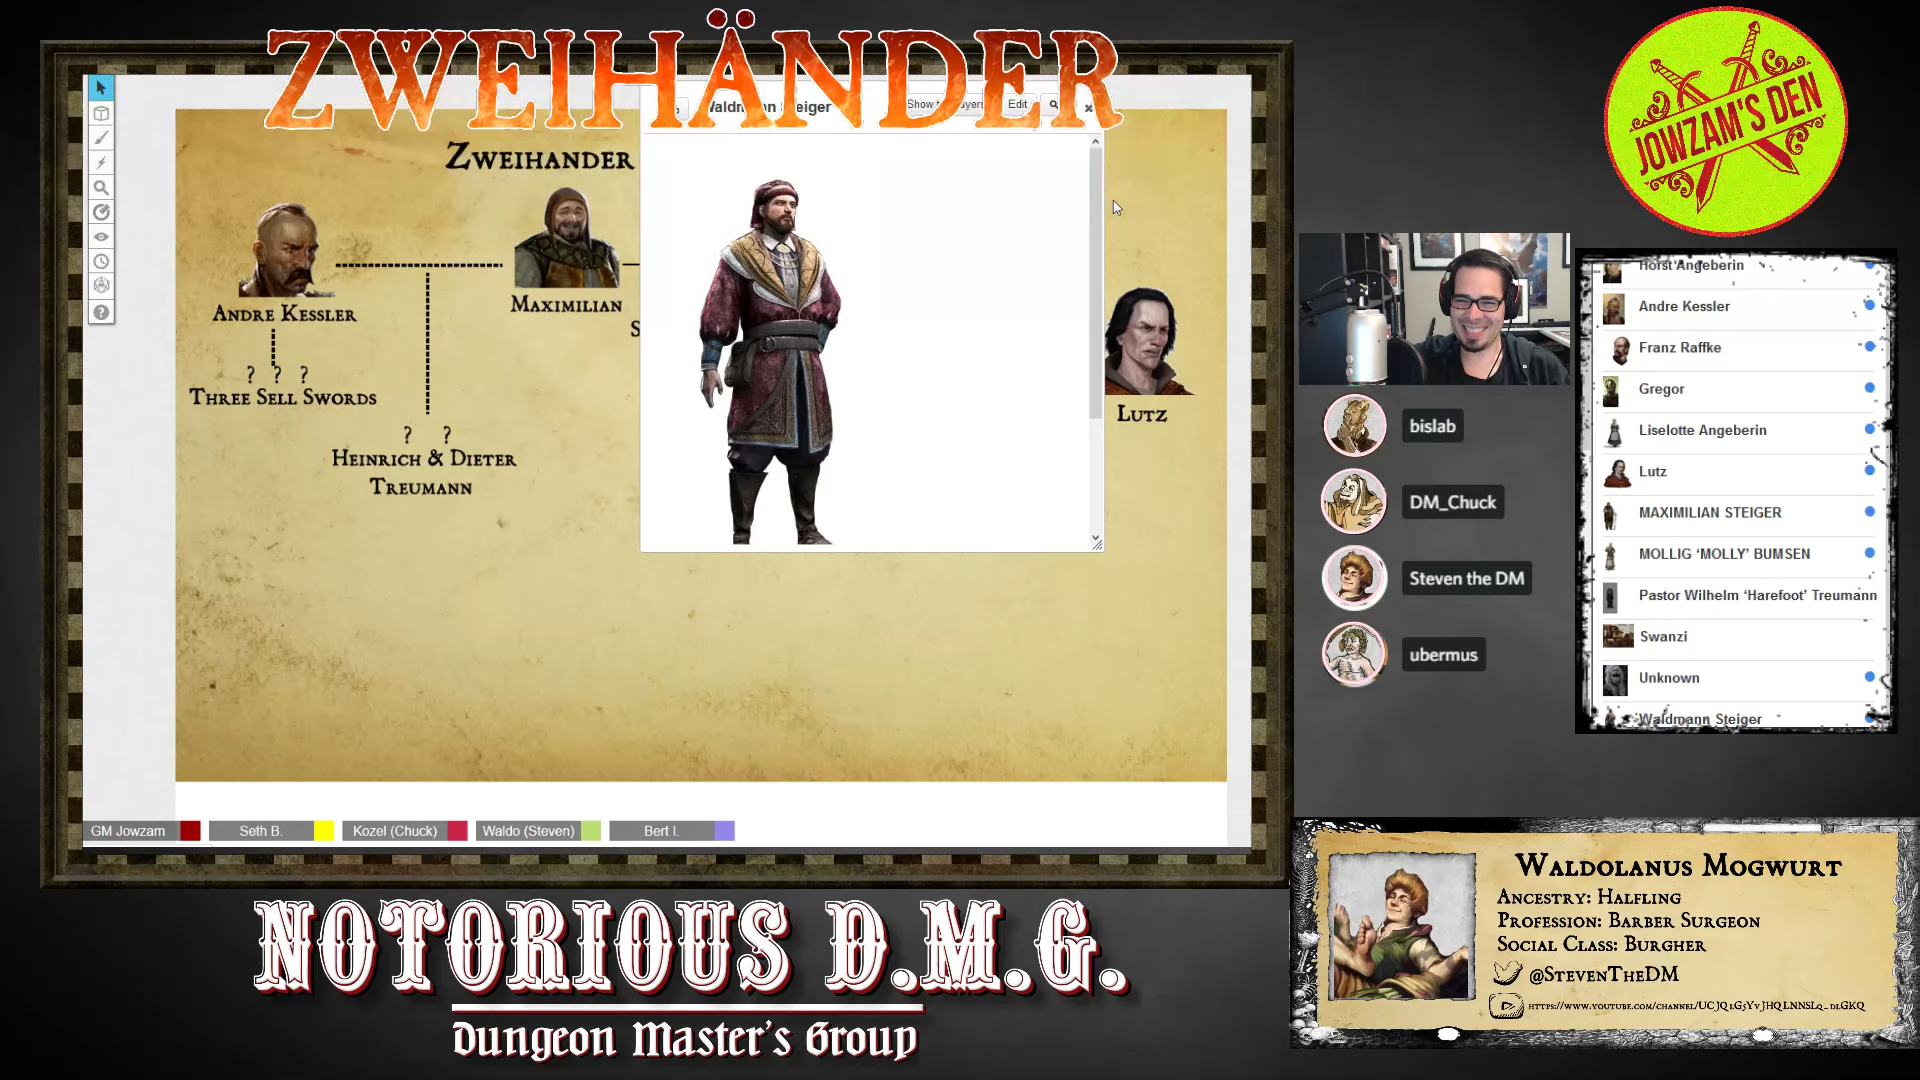 ZWEIHÄNDER
Waldmann Steiger
Edit
ZWEIHANDER
ANDRE KESSLER
MAXIMILIAN
S
? ? ?
THREE SELL SWORDS
? ?
HEINRICH & DIETER
TREUMANN
LUTZ
GM Jowzam
Seth B.
Kozel (Chuck)
Waldo (Steven)
Bert I.
NOTORIOUS D.M.G.
Dungeon Master's Group
JOWZAM'S DEN
bislab
DM_Chuck
Steven the DM
ubermus
Horst Angeberin
Andre Kessler
Franz Raffke
Gregor
Liselotte Angeberin
Lutz
MAXIMILIAN STEIGER
MOLLIG ‘MOLLY’ BUMSEN
Pastor Wilhelm ‘Harefoot’ Treumann
Swanzi
Unknown
Waldmann Steiger
WALDOLANUS MOGWURT
ANCESTRY: HALFLING
PROFESSION: BARBER SURGEON
SOCIAL CLASS: BURGHER
@STEVENTHEDM